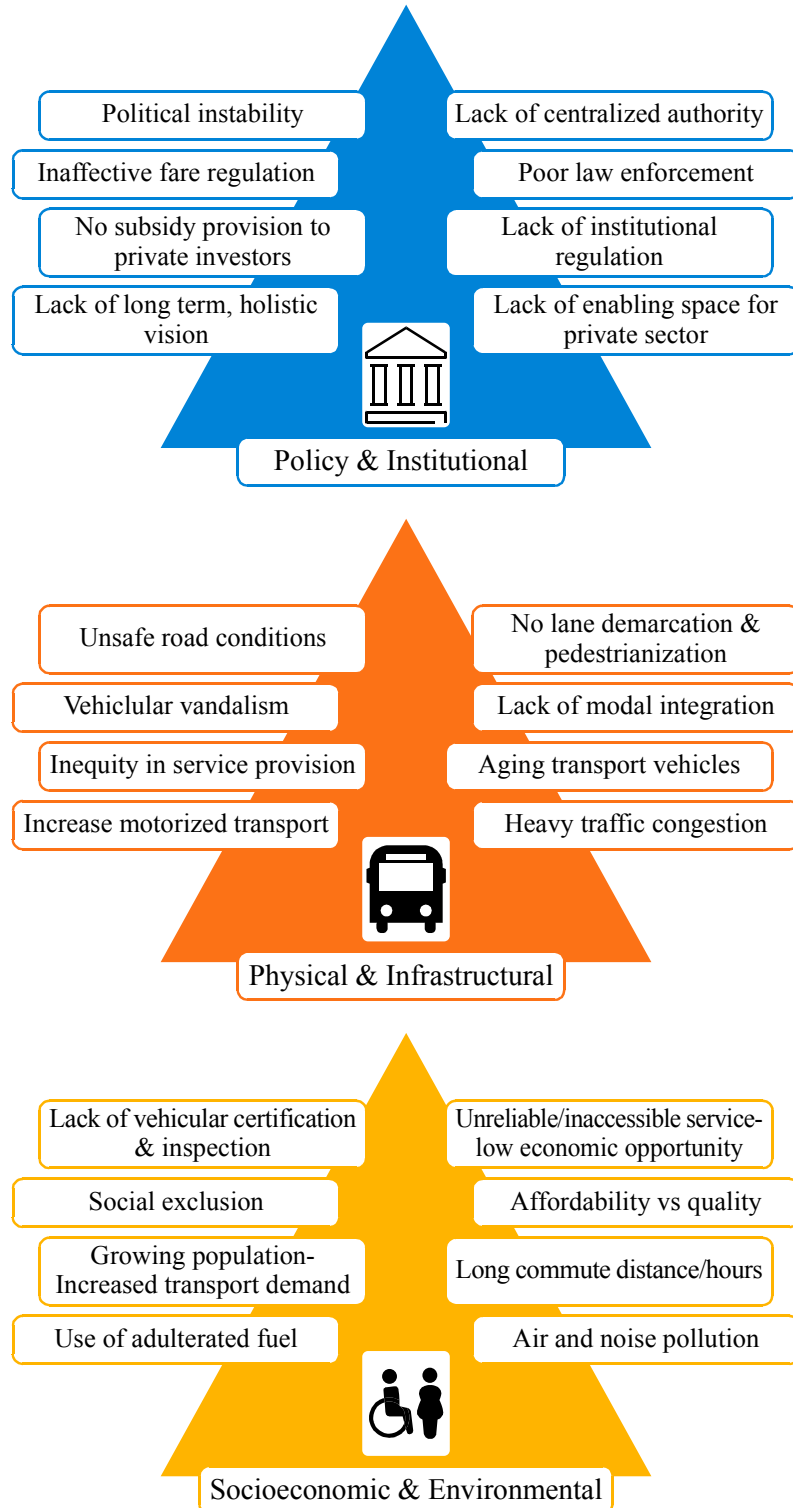 Political instability
Lack of centralized authority
Inaffective fare regulation
Poor law enforcement
No subsidy provision to
private investors
Lack of institutional
regulation
Lack of long term, holistic
vision
Lack of enabling space for
private sector
Policy & Institutional
Unsafe road conditions
No lane demarcation &
pedestrianization
Vehiclular vandalism
Lack of modal integration
Inequity in service provision
Aging transport vehicles
Increase motorized transport
Heavy traffic congestion
Physical & Infrastructural
Lack of vehicular certification
& inspection
Unreliable/inaccessible service-
low economic opportunity
Social exclusion
Affordability vs quality
Growing population-
Increased transport demand
Long commute distance/hours
Use of adulterated fuel
Air and noise pollution
Socioeconomic & Environmental